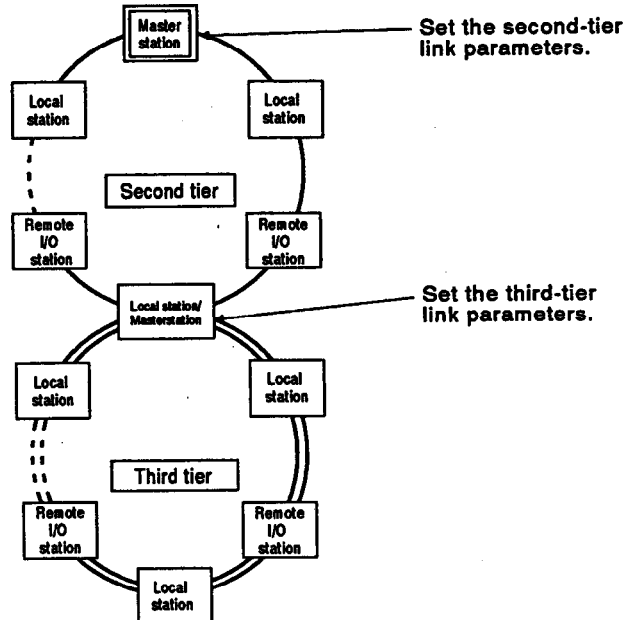 Master
station
Set the second-tier
link parameters.
Local
station
Local
station
Second tier
Remote
I/O
station
Remote
I/O
station
Local station/
Masterstation
Set the third-tier
link parameters.
Local
station
Local
station
Third tier
Remote
I/O
station
Remote
I/O
station
Local
station